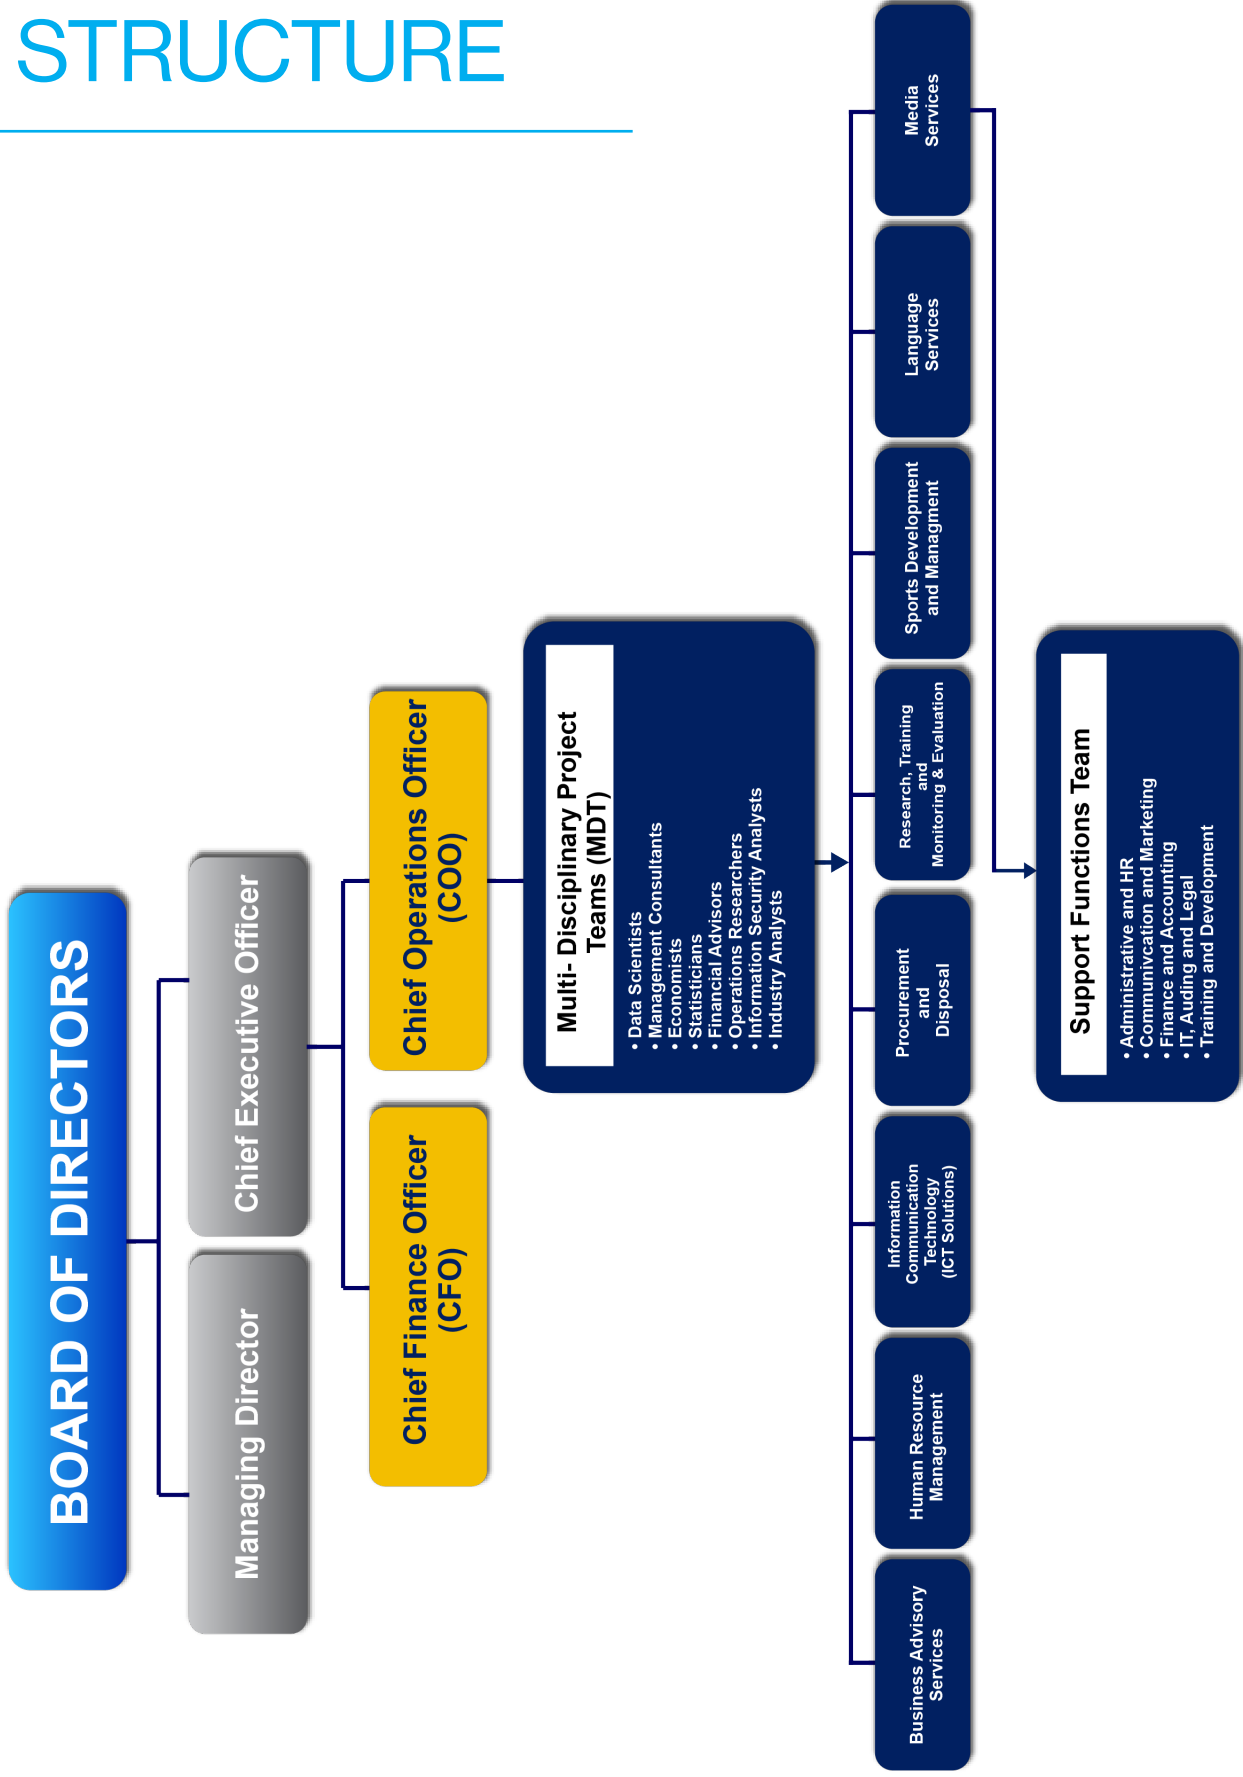 STRUCTURE
BOARD OF DIRECTORS
Managing Director
Chief Executive Officer
Chief Finance Officer
(CFO)
Chief Operations Officer
(COO)
Multi- Disciplinary Project
Teams (MDT)
• Data Scientists
• Management Consultants
• Economists
• Statisticians
• Financial Advisors
• Operations Researchers
• Information Security Analysts
• Industry Analysts
Business Advisory
Services
Human Resource
Management
Information
Communication
Technology
(ICT Solutions)
Procurement
and
Disposal
Research, Training
and
Monitoring & Evaluation
Sports Development
and Managment
Language
Services
Media
Services
Support Functions Team
• Administrative and HR
• Communivcation and Marketing
• Finance and Accounting
• IT, Auding and Legal
• Training and Development